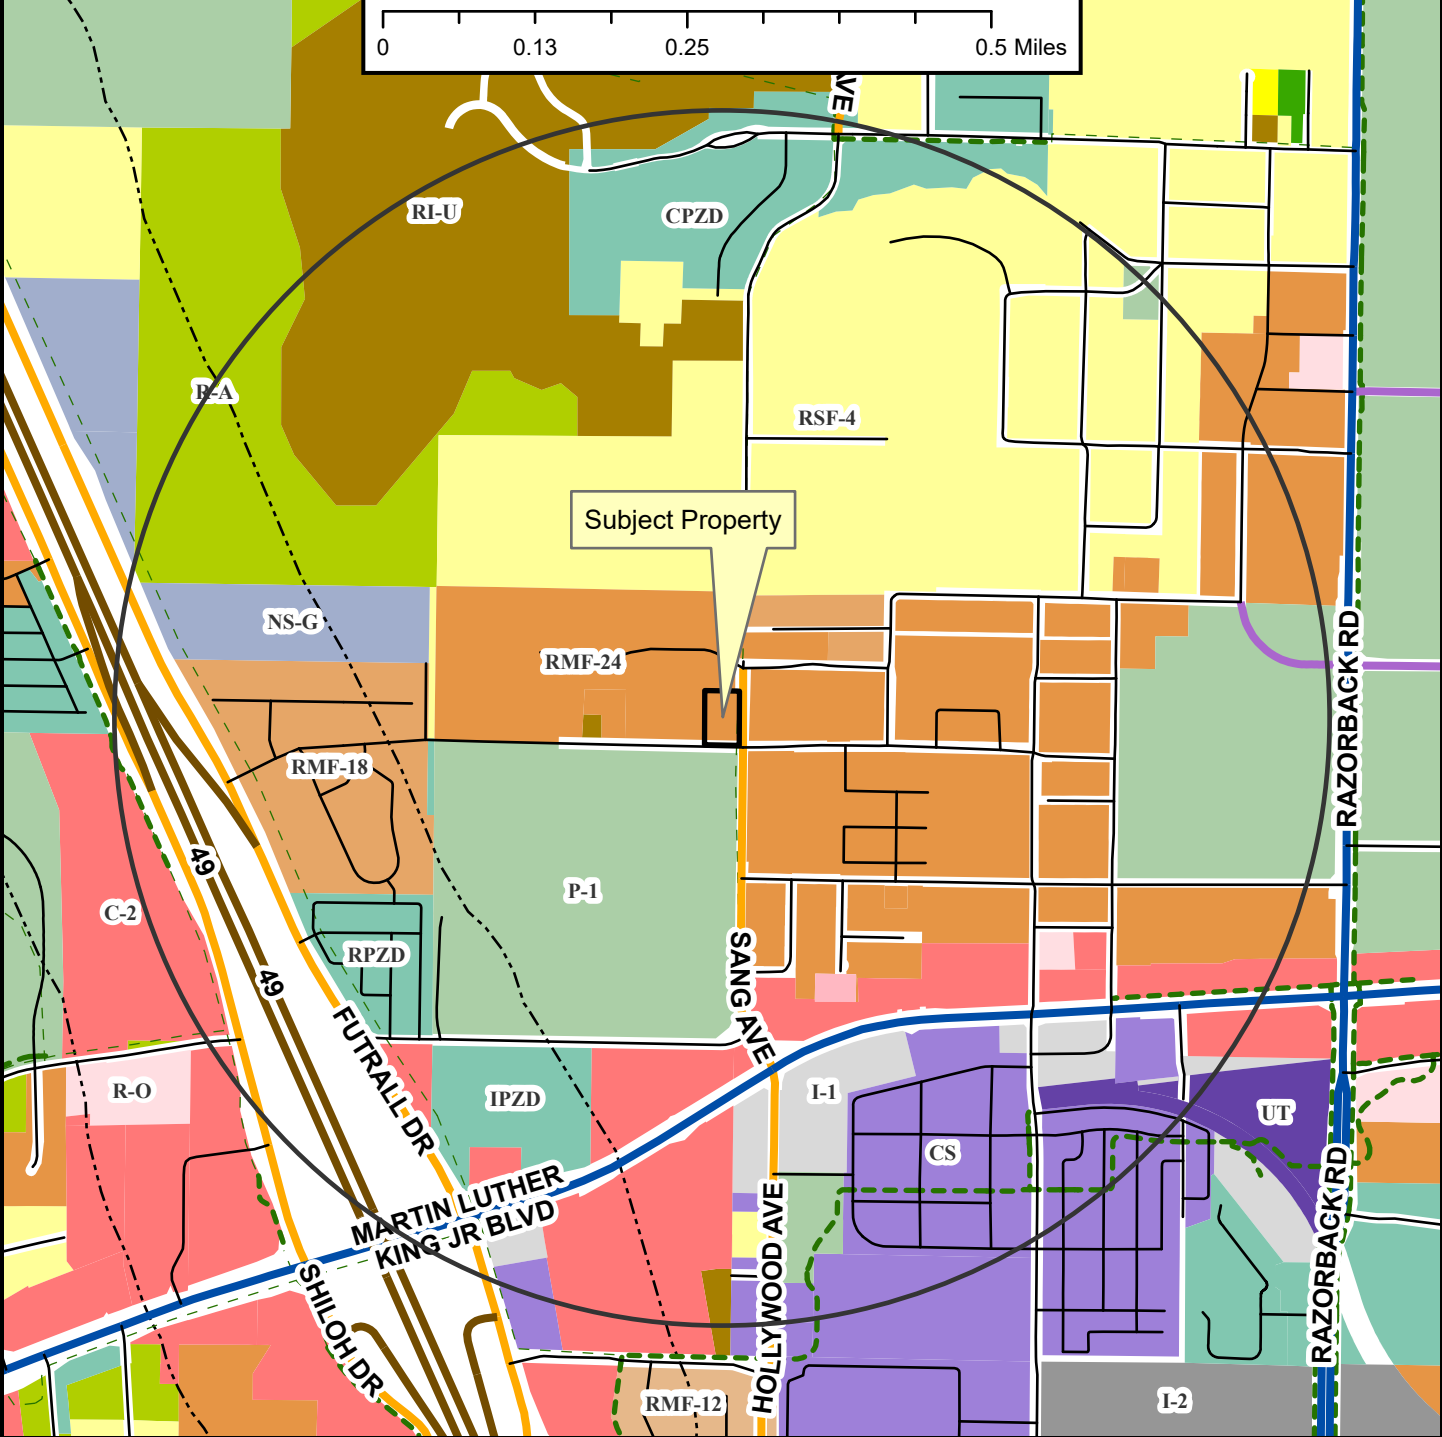 0 0.13 0.25 0.5 Miles
AVE
RI-U
CPZD
R-A
RSF-4
Subject Property
NS-G
RMF-24
RAZORBACK RD
RMF-18
49
P-1
C-2
SANG AVE
RPZD
49
FUTRALL DR
R-O
IPZD
I-1
UT
CS
MARTIN LUTHER
KING JR BLVD
HOLLYWOOD AVE
RAZORBACK RD
SHILOH DR
RMF-12
I-2